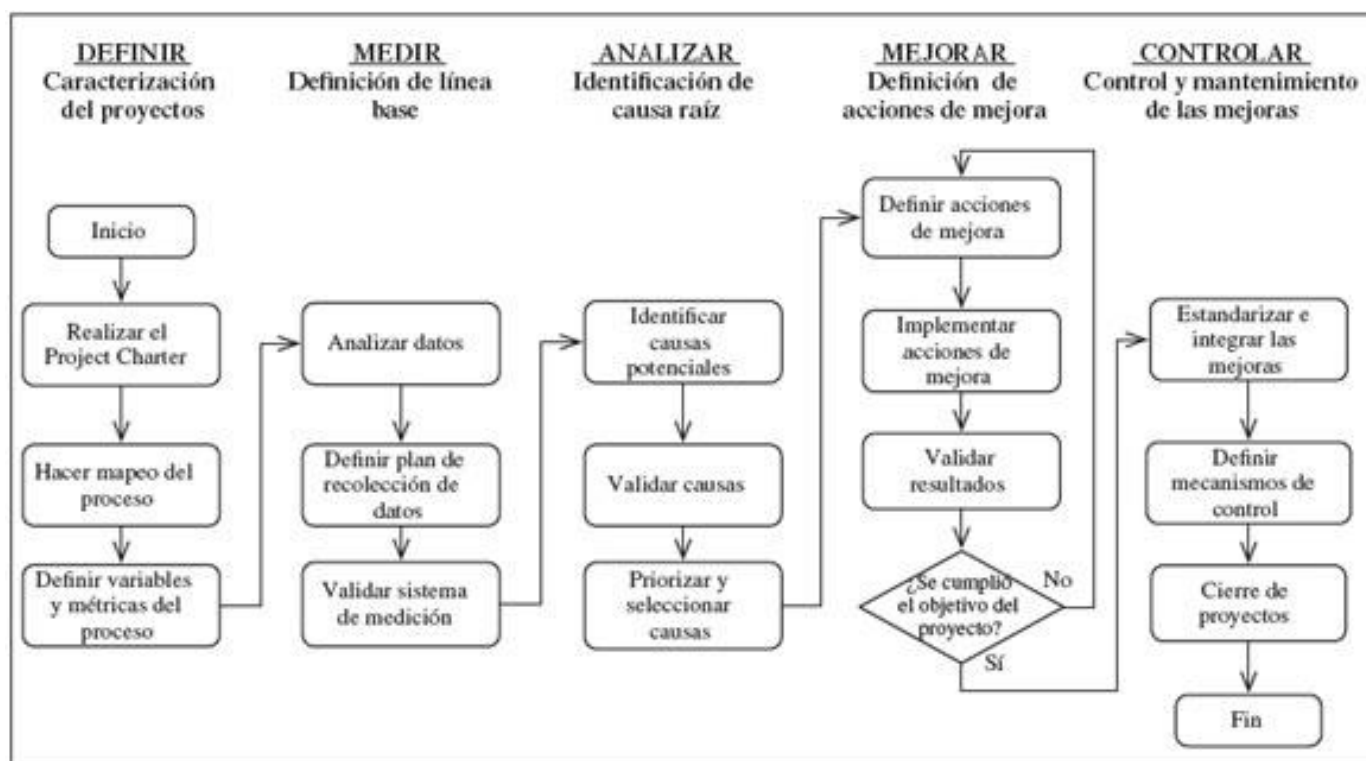 DEFINIR
Caracterización
del proyectos
Inicio
Realizar el
Project Charter
Hacer mapeo del
proceso
Definir variables
y métricas del
proceso
MEDIR
Definición de línea
base
Analizar datos
Definir plan de
recolección de
datos
Validar sistema
de medición
ANALIZAR
Identificación de
causa raíz
Identificar
causas
potenciales
Validar causas
Priorizar y
seleccionar
causas
MEJORAR
Definición de
acciones de mejora
Definir acciones
de mejora
Implementar
acciones de
mejora
Validar
resultados
¿Se cumplió
el objetivo del
proyecto?
No
Sí
CONTROLAR
Control y mantenimiento
de las mejoras
Estandarizar e
integrar las
mejoras
Definir
mecanismos de
control
Cierre de
proyectos
Fin